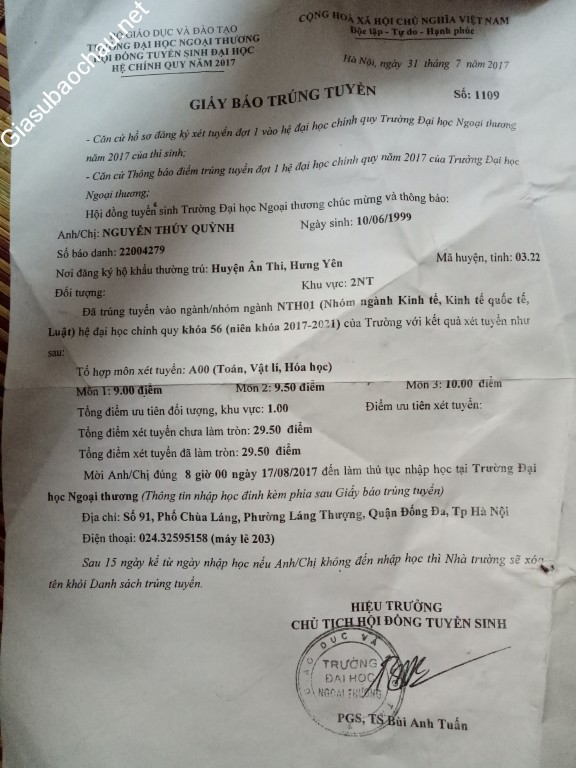 Giasubaochau.net
BỘ GIÁO DỤC VÀ ĐÀO TẠO
TRƯỜNG ĐẠI HỌC NGOẠI THƯƠNG
HỘI ĐỒNG TUYỂN SINH ĐẠI HỌC
HỆ CHÍNH QUY NĂM 2017
CỘNG HOÀ XÃ HỘI CHỦ NGHĨA VIỆT NAM
Độc lập - Tự do - Hạnh phúc
Hà Nội, ngày 31 tháng 7 năm 2017
GIẤY BÁO TRÚNG TUYỂN
Số: 1109
- Căn cứ hồ sơ đăng ký xét tuyển đợt 1 vào hệ đại học chính quy Trường Đại học Ngoại thương
năm 2017 của thí sinh;
- Căn cứ Thông báo điểm trúng tuyển đợt 1 hệ đại học chính quy năm 2017 của Trường Đại học
Ngoại thương;
Hội đồng tuyển sinh Trường Đại học Ngoại thương chúc mừng và thông báo:
Anh/Chị: NGUYỄN THÚY QUỲNH Ngày sinh: 10/06/1999
Số báo danh: 22004279
Nơi đăng ký hộ khẩu thường trú: Huyện Ân Thi, Hưng Yên Mã huyện, tỉnh: 03.22
Đối tượng: Khu vực: 2NT
Đã trúng tuyển vào ngành/nhóm ngành NTH01 (Nhóm ngành Kinh tế, Kinh tế quốc tế,
Luật) hệ đại học chính quy khóa 56 (niên khóa 2017-2021) của Trường với kết quả xét tuyển như
sau:
Tổ hợp môn xét tuyển: A00 (Toán, Vật lí, Hóa học)
Môn 1: 9.00 điểm Môn 2: 9.50 điểm Môn 3: 10.00 điểm
Tổng điểm ưu tiên đối tượng, khu vực: 1.00 Điểm ưu tiên xét tuyển:
Tổng điểm xét tuyển chưa làm tròn: 29.50 điểm
Tổng điểm xét tuyển đã làm tròn: 29.50 điểm
Mời Anh/Chị đúng 8 giờ 00 ngày 17/08/2017 đến làm thủ tục nhập học tại Trường Đại
học Ngoại thương (Thông tin nhập học đính kèm phía sau Giấy báo trúng tuyển)
Địa chỉ: Số 91, Phố Chùa Láng, Phường Láng Thượng, Quận Đống Đa, Tp Hà Nội
Điện thoại: 024.32595158 (máy lẻ 203)
Sau 15 ngày kể từ ngày nhập học nếu Anh/Chị không đến nhập học thì Nhà trường sẽ xóa
tên khỏi Danh sách trúng tuyển.
HIỆU TRƯỞNG
CHỦ TỊCH HỘI ĐỒNG TUYỂN SINH
DỤC VÀ
TRƯỜNG
ĐẠI HỌC
NGOẠI THƯƠNG
PGS, TS Bùi Anh Tuấn